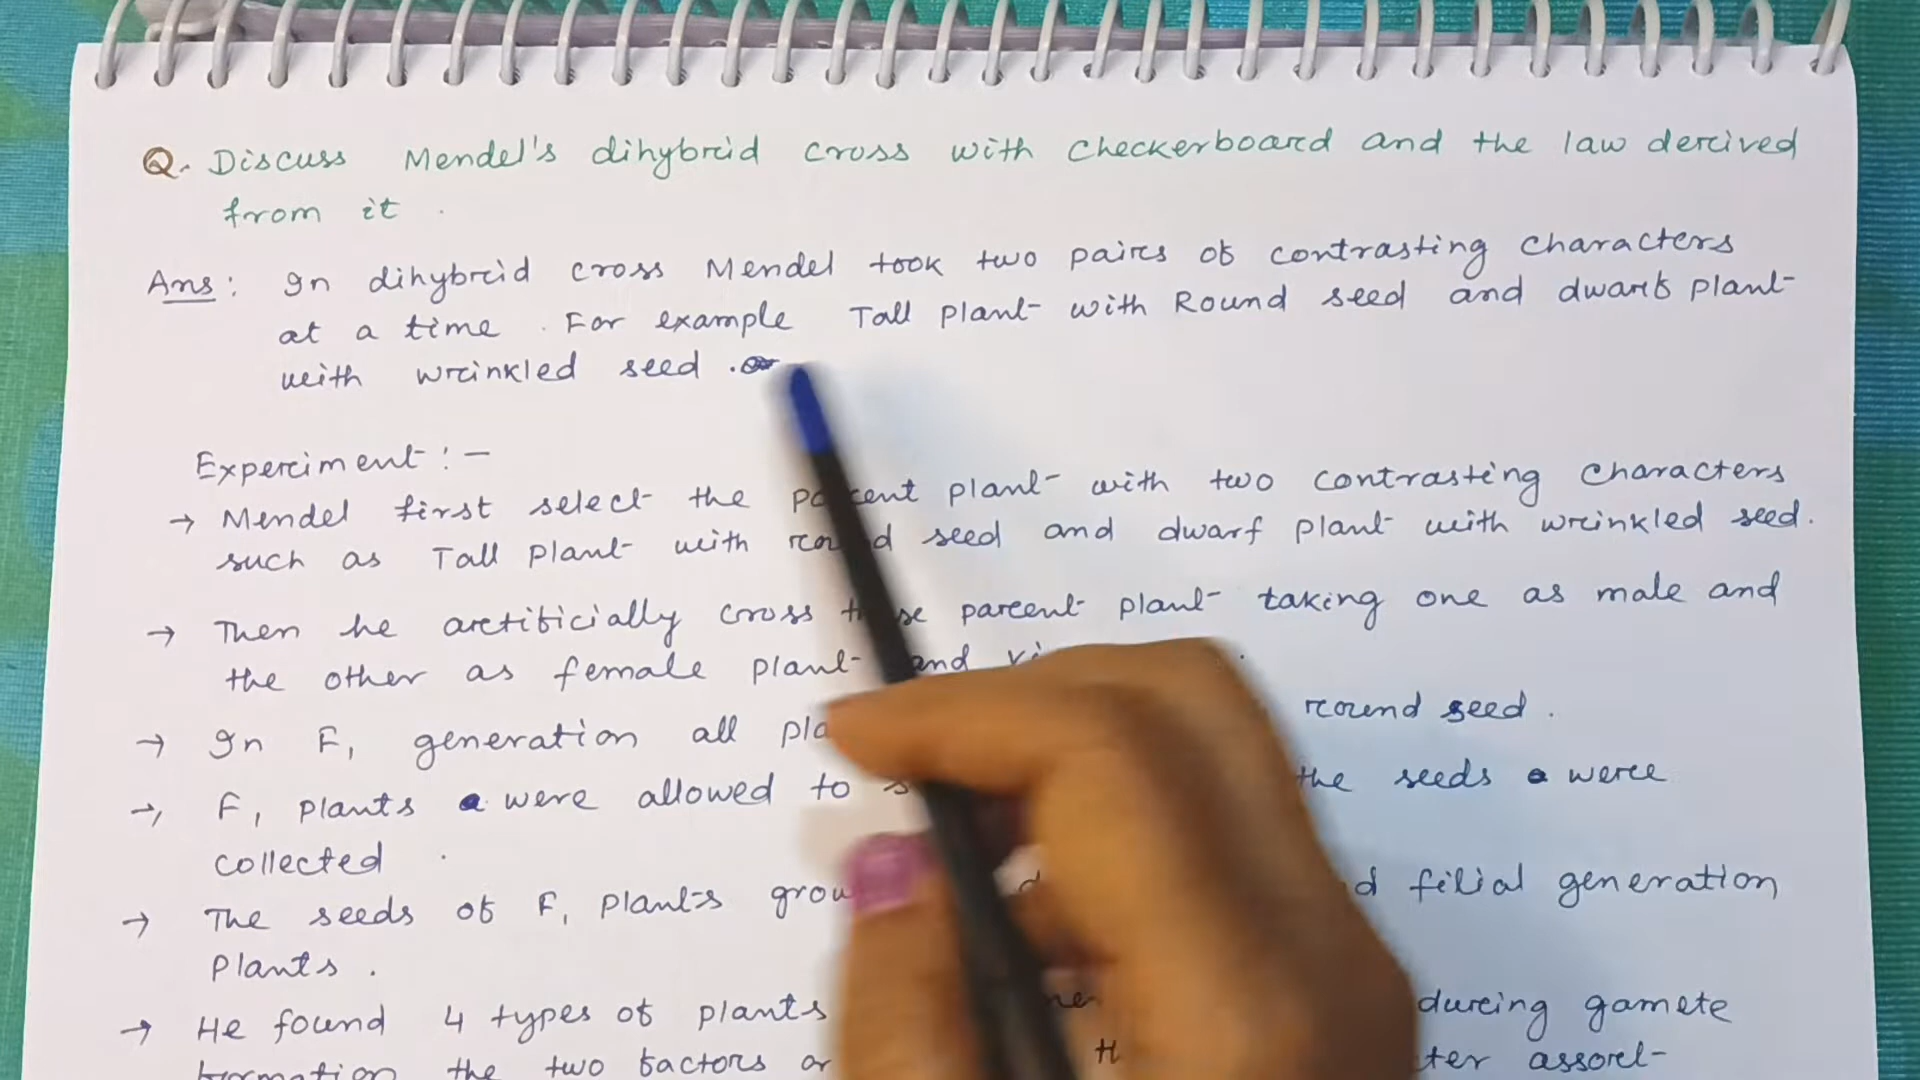 Q. Discuss Mendel's dihybrid cross with checkerboard and the law derived
from it.
Ans: In dihybrid cross Mendel took two pairs of contrasting characters
at a time. For example Tall plant with Round seed and dwarf plant
with wrinkled seed.
Experiment :-
→ Mendel first select the parent plant with two contrasting characters
such as Tall plant with round seed and dwarf plant with wrinkled seed.
→ Then he artificially cross these parent plant taking one as male and
the other as female plant and
→ In F1 generation all round seed.
→ F1 plants were allowed to the seeds were
collected.
→ The seeds of F1 plants filial generation
plants.
→ He found 4 types of plants during gamete
formation the two factors assort-